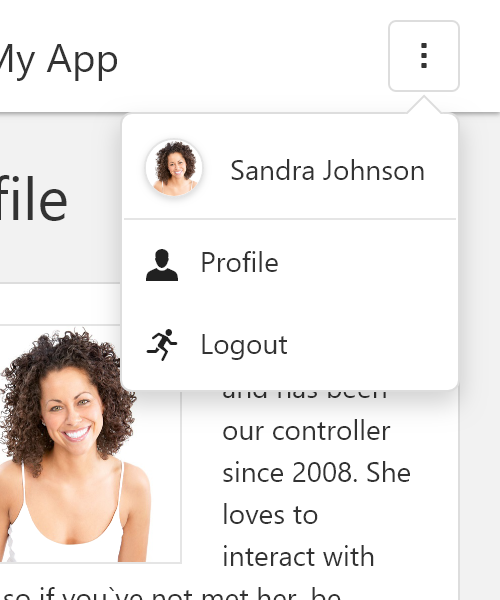 My App
file
Sandra Johnson
Profile
Logout
and has been
our controller
since 2008. She
loves to
interact with
so if you`ve not met her, be